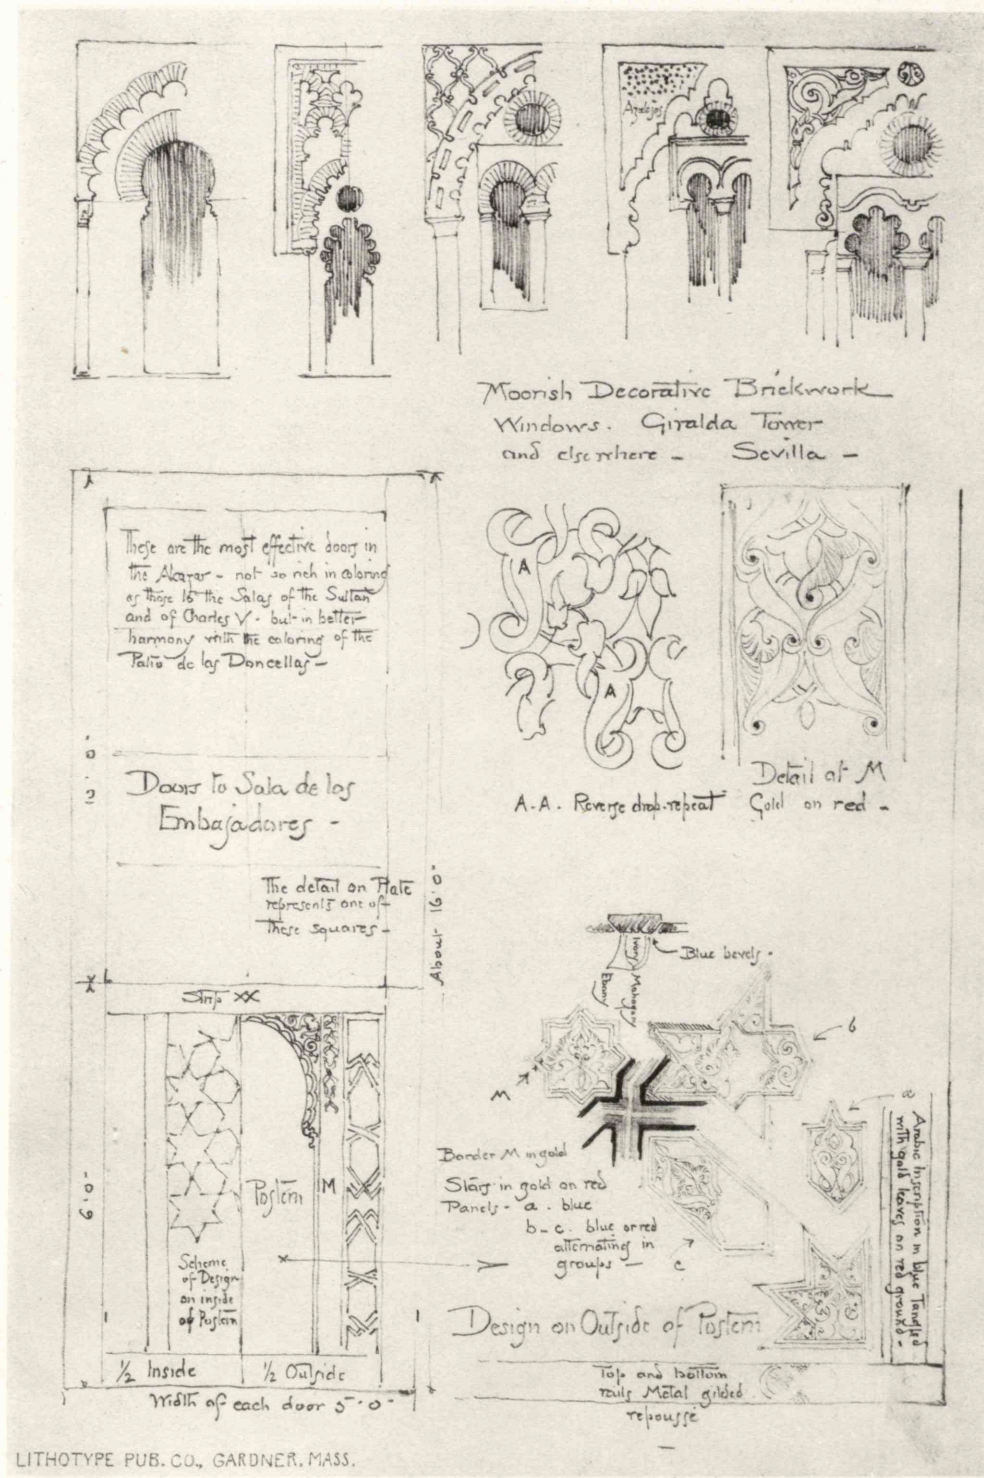 Azulejos
Moorish Decorative Brickwork
Windows. Giralda Tower
and elsewhere - Sevilla -
These are the most effective doors in
the Alcazar - not so rich in coloring
as those to the Salas of the Sultan
and of Charles V - but in better
harmony with the coloring of the
Patio de las Doncellas -
Doors to Sala de las
Embajadores -
The detail on Plate
represents one of
these squares -
About 16'0"
A
A
A.A. Reverse drop-repeat
Detail at M
Gold on red -
Strip XX
Postern
M
6'0"
Scheme
of Design
on inside
of Postern
1/2 Inside
1/2 Outside
Width of each door 5'0"
Ivory
Blue bevels.
Ebony
Mahogany
b
M
a
Border M in gold
Stars in gold on red
Panels - a. blue
b-c. blue or red
alternating in
groups -
c
Arabic Inscription in blue Tangled
with gold leaves on red ground -
Design on Outside of Postern
Top and bottom
rails Metal gilded
repoussé
LITHOTYPE PUB. CO., GARDNER, MASS.